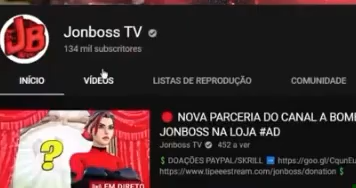 JB
Jonboss TV
134 mil subscritores
INÍCIO VÍDEOS LISTAS DE REPRODUÇÃO COMUNIDADE
🔴 NOVA PARCERIA DO CANAL A BOMB
JONBOSS NA LOJA #AD
Jonboss TV 452 a ver
$ DOAÇÕES PAYPAL/SKRILL ➡ https://goo.gl/CqunEu
https://www.tipeeestream.com/jonboss/donation $
?
EM DIRETO